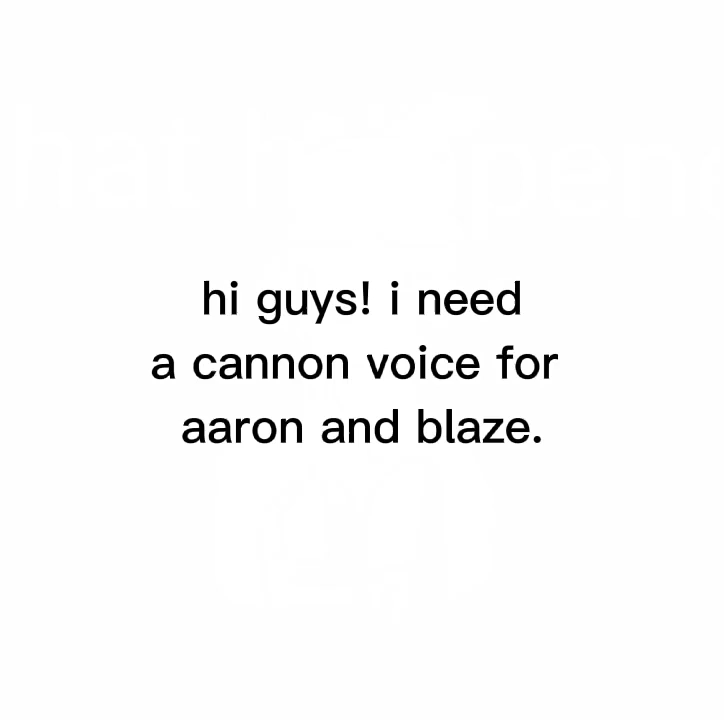 hi guys! i need
a cannon voice for
aaron and blaze.